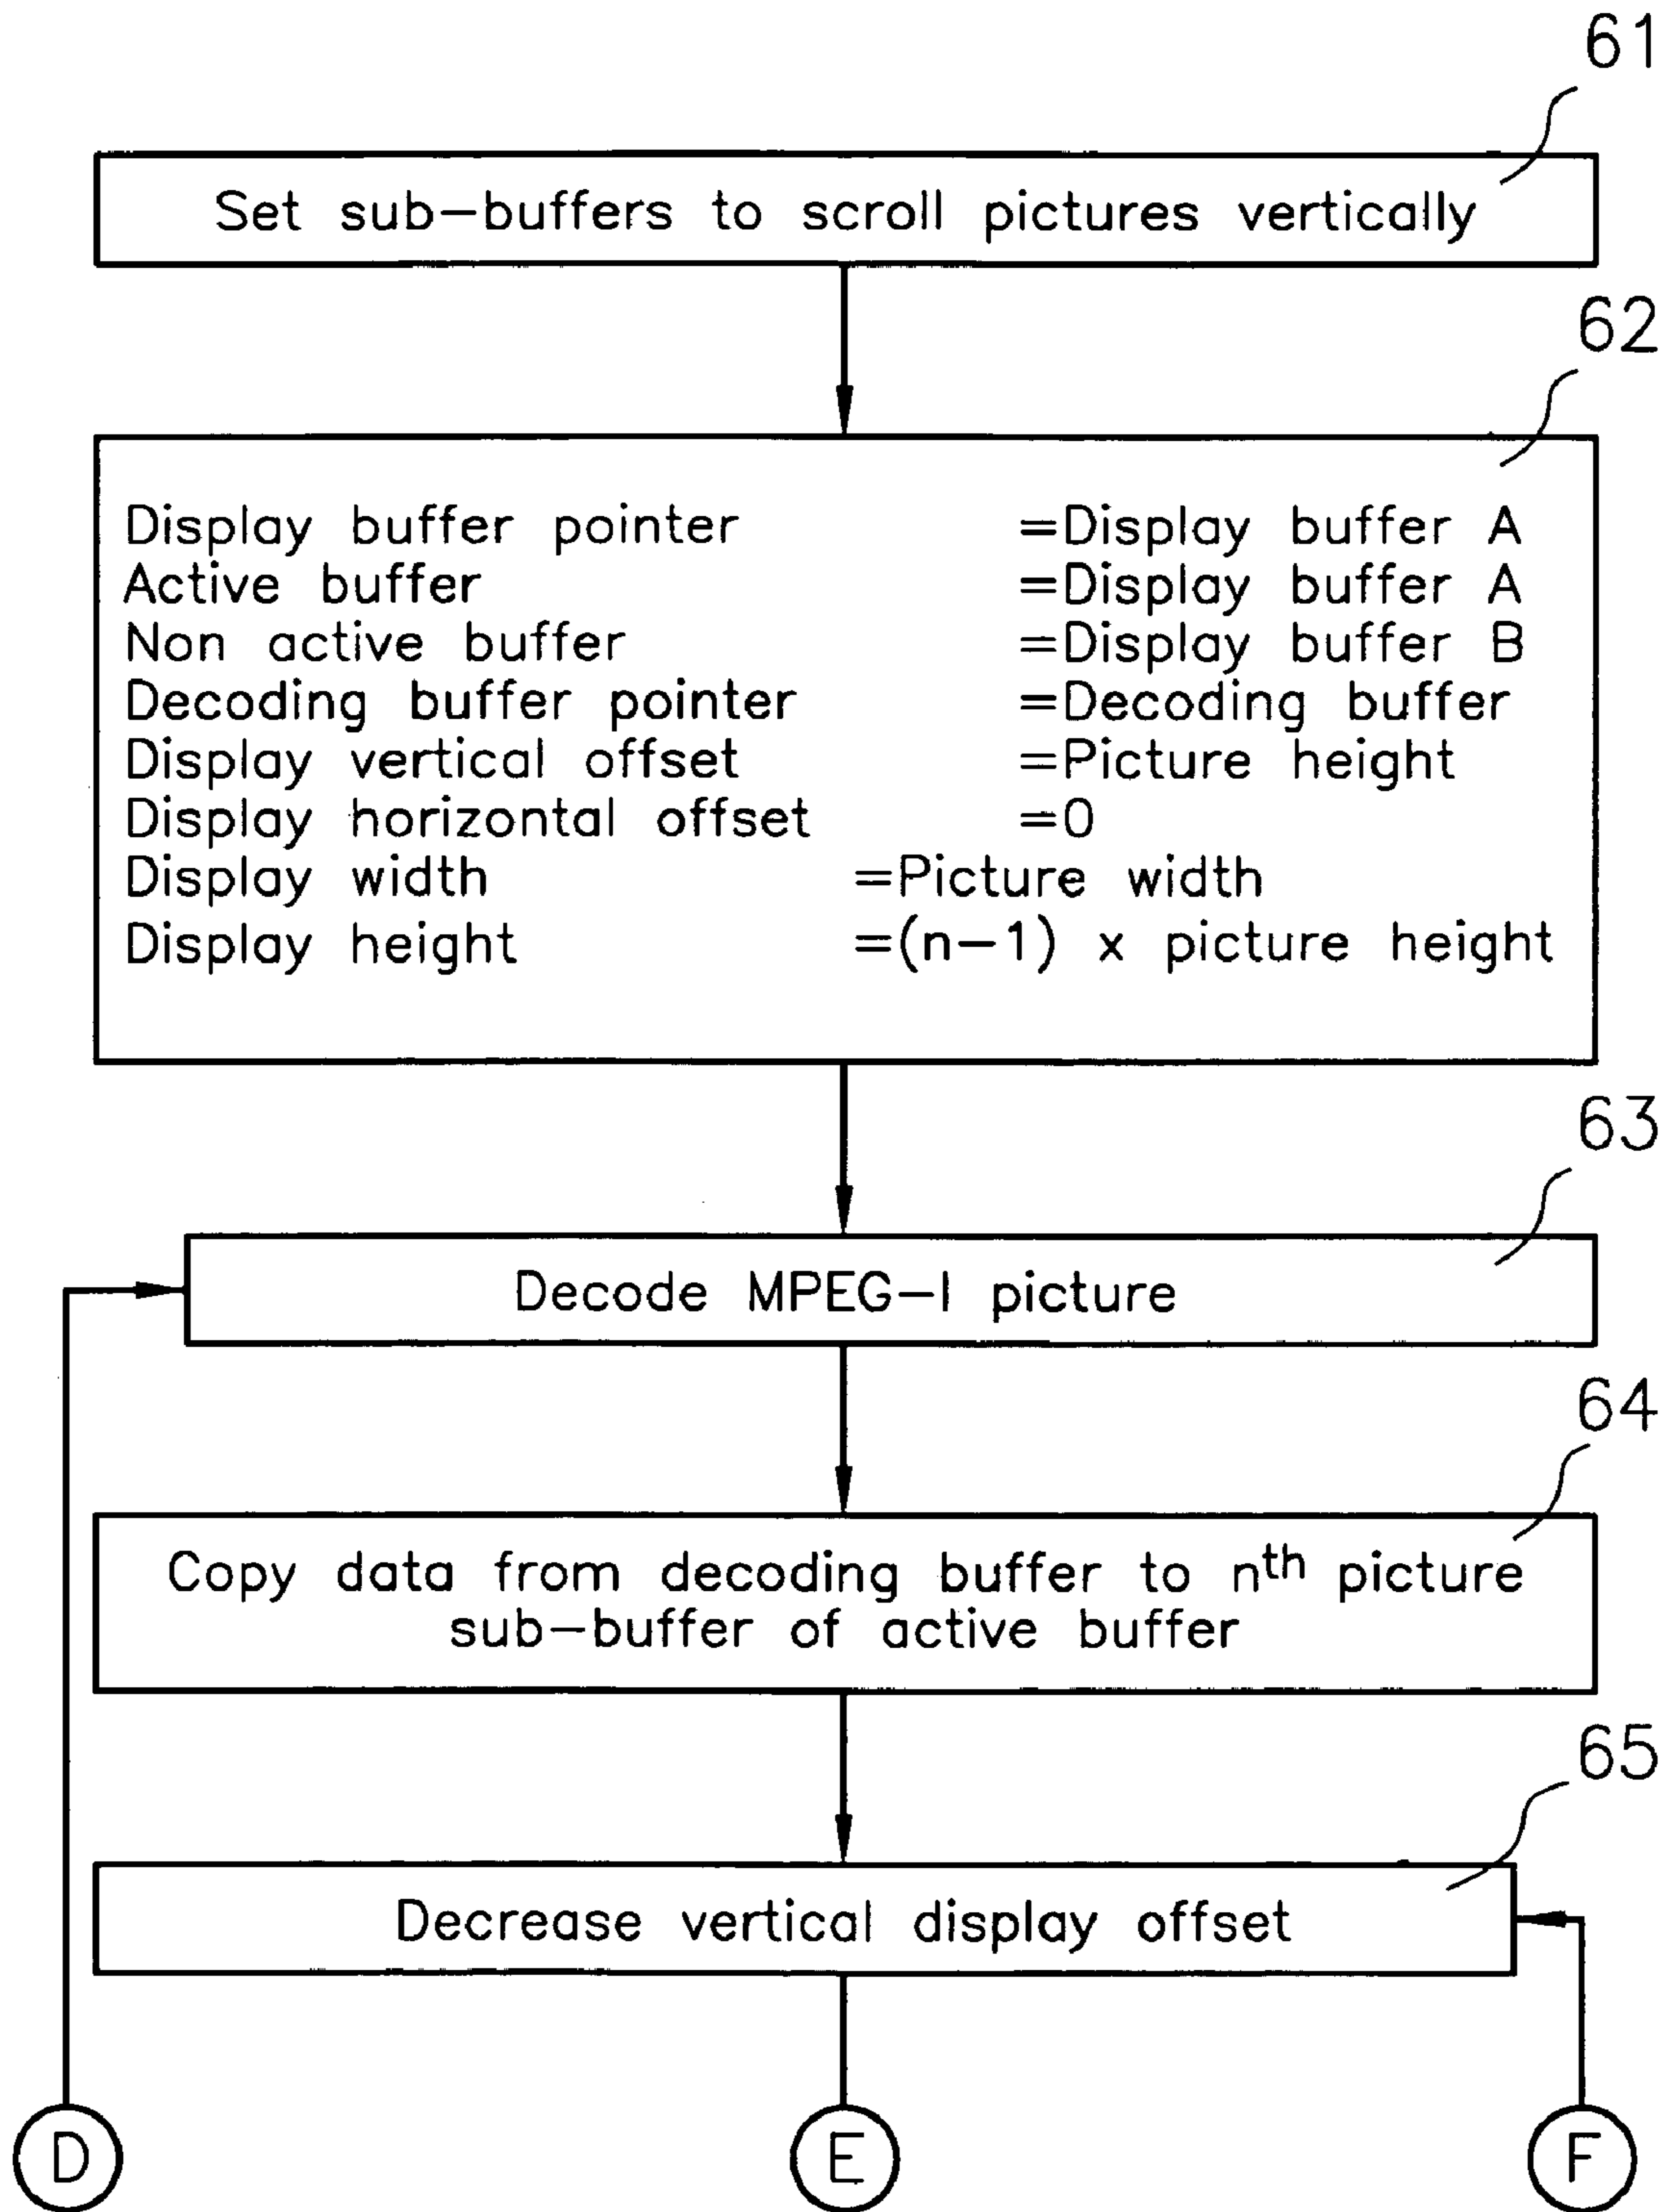 61
Set sub-buffers to scroll pictures vertically
62
Display buffer pointer =Display buffer A
Active buffer =Display buffer A
Non active buffer =Display buffer B
Decoding buffer pointer =Decoding buffer
Display vertical offset =Picture height
Display horizontal offset =0
Display width =Picture width
Display height =(n-1) x picture height
63
Decode MPEG-I picture
64
Copy data from decoding buffer to nth picture
sub-buffer of active buffer
65
Decrease vertical display offset
D E F